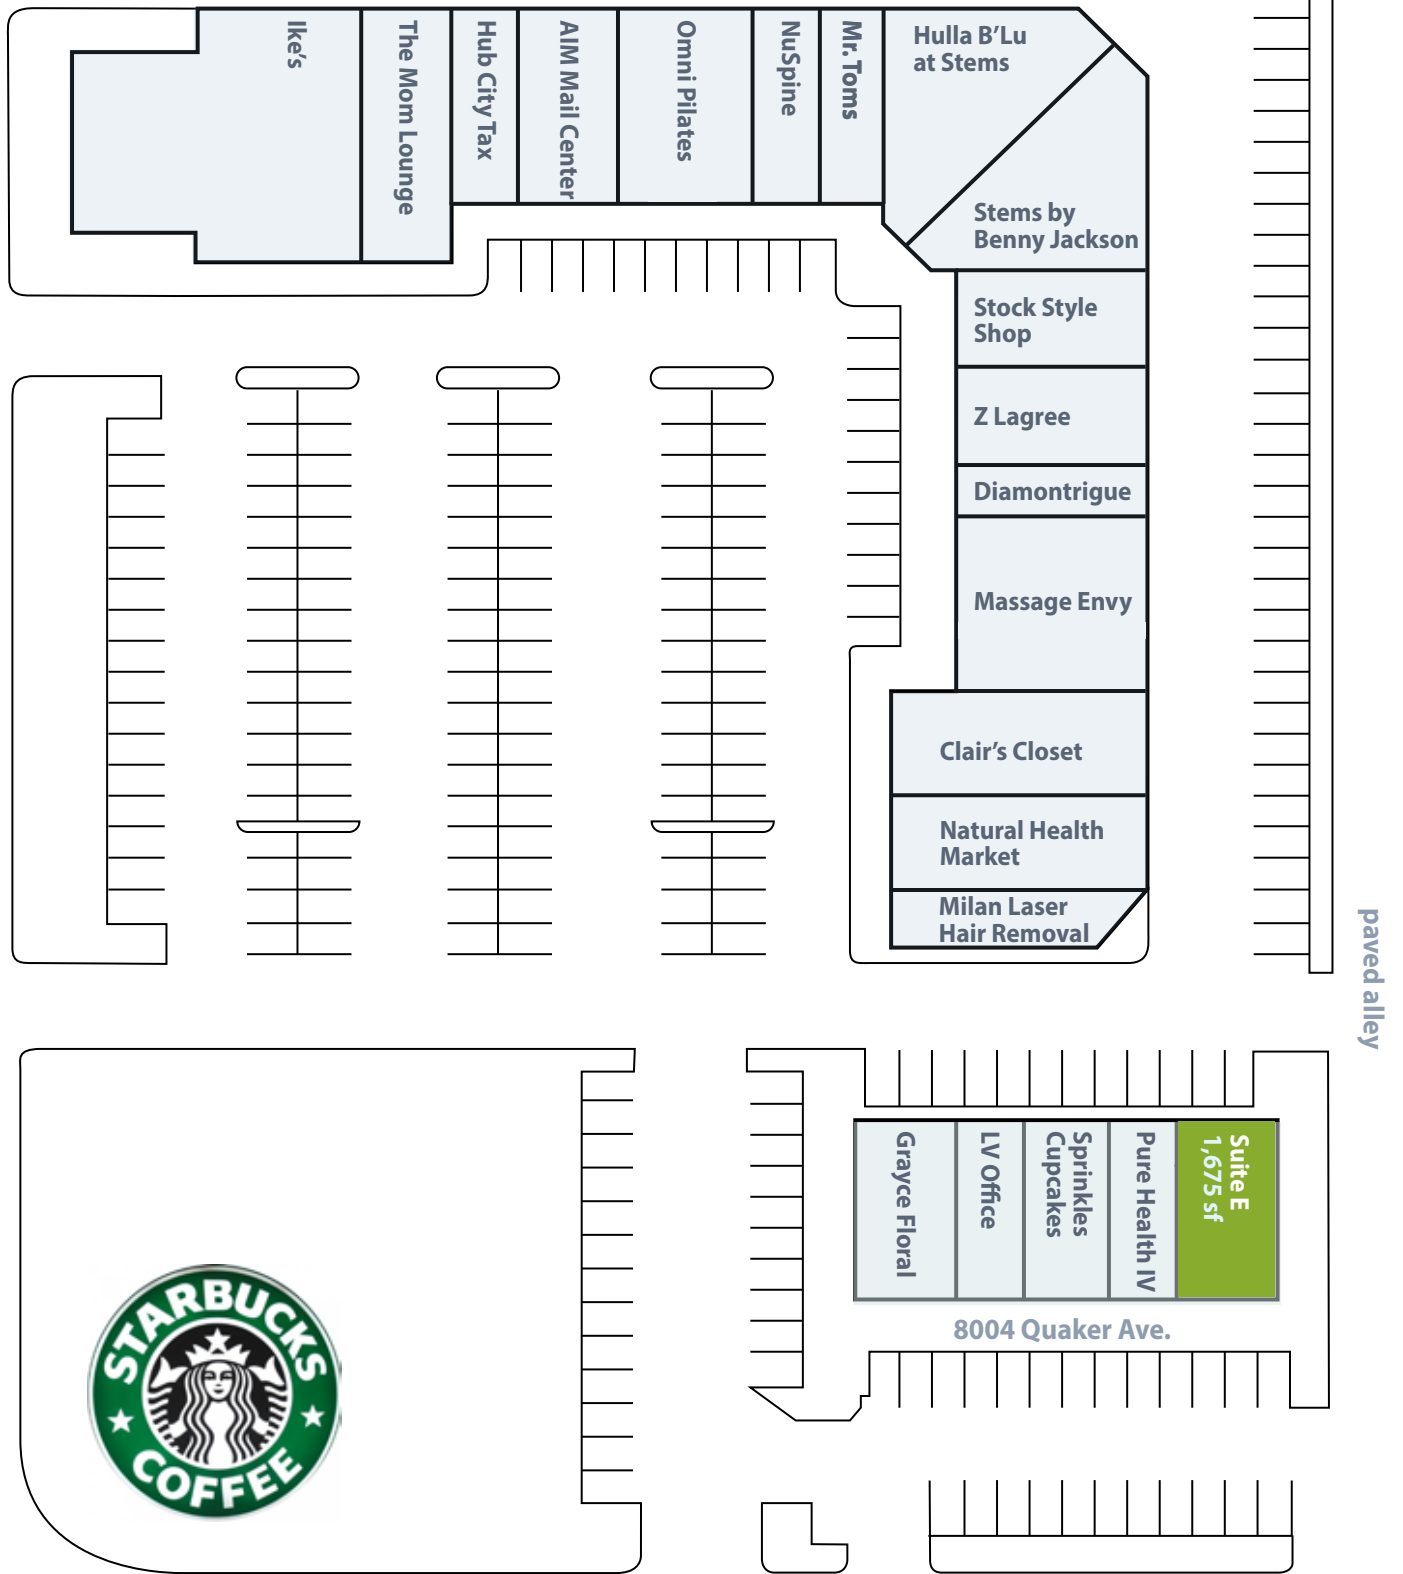 Ike’s
The Mom Lounge
Hub City Tax
AIM Mail Center
Omni Pilates
NuSpine
Mr. Toms
Hulla B’Lu
at Stems
Stems by
Benny Jackson
Stock Style
Shop
Z Lagree
Diamontrigue
Massage Envy
Clair’s Closet
Natural Health
Market
Milan Laser
Hair Removal
paved alley
Grayce Floral
LV Office
Sprinkles
Cupcakes
Pure Health IV
Suite E
1,675 sf
8004 Quaker Ave.
STARBUCKS
COFFEE